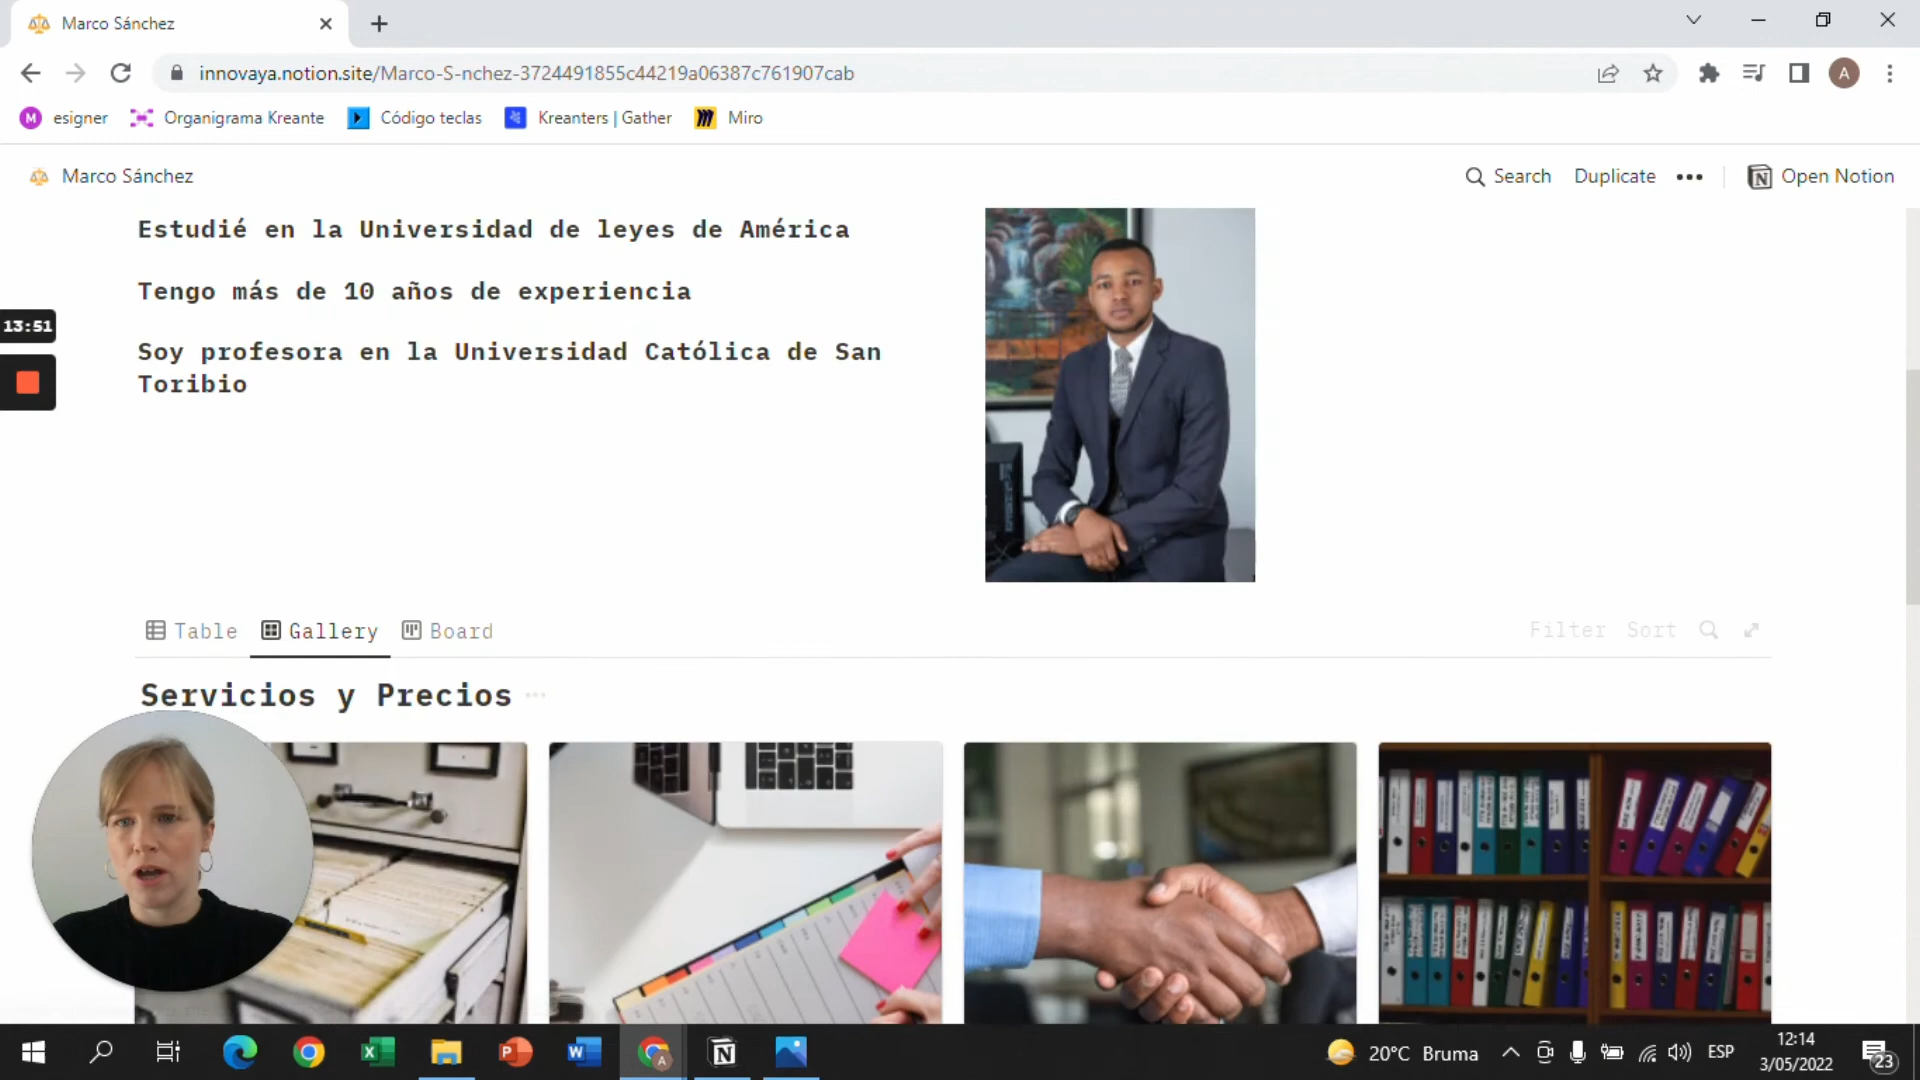 Marco Sánchez
innovaya.notion.site/Marco-S-nchez-3724491855c44219a06387c761907cab
A
M esigner Organigrama Kreante Código teclas Kreanters | Gather Miro
Marco Sánchez Search Duplicate ••• Open Notion
Estudié en la Universidad de leyes de América
Tengo más de 10 años de experiencia
13:51
Soy profesora en la Universidad Católica de San
Toribio
Table Gallery Board Filter Sort
Servicios y Precios
20°C Bruma ESP 12:14
3/05/2022
23